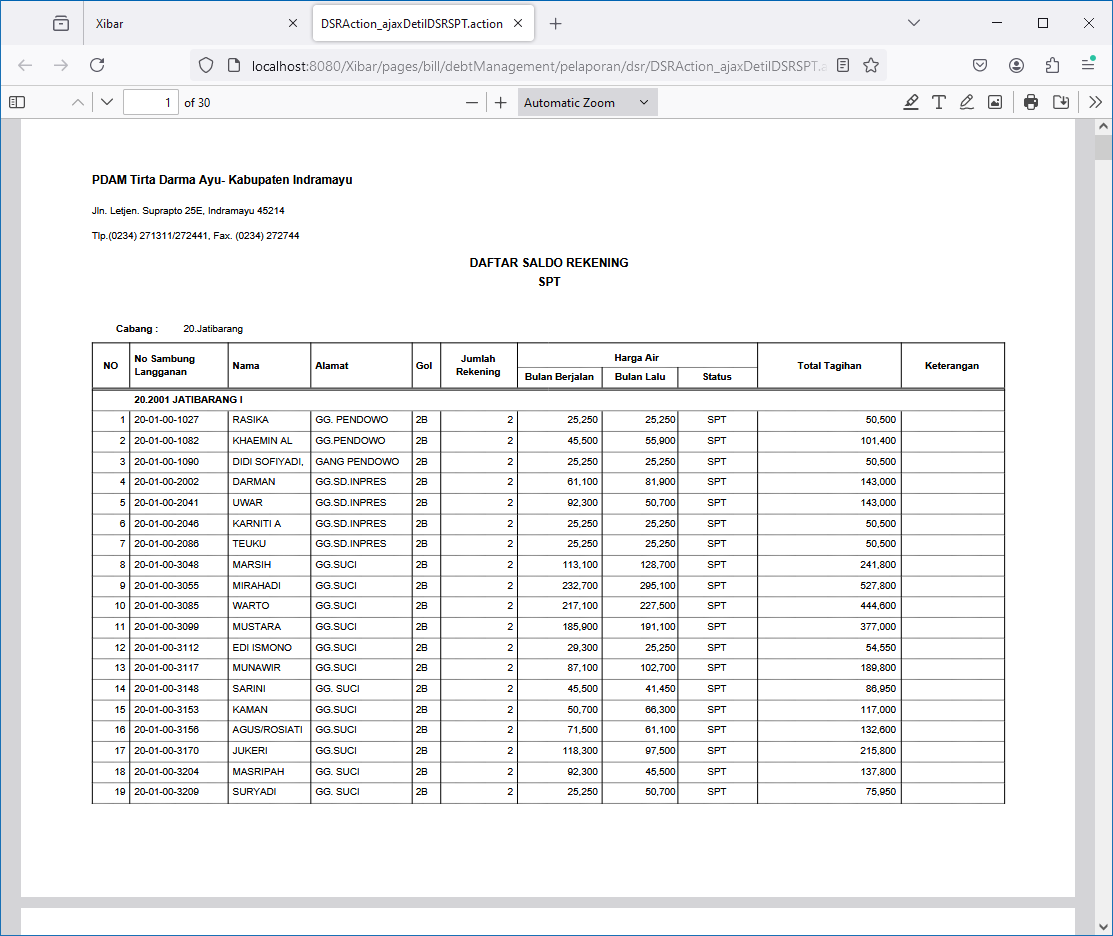 Xibar
DSRAction_ajaxDetilDSRSPT.action
localhost:8080/Xibar/pages/bill/debtManagement/pelaporan/dsr/DSRAction_ajaxDetilDSRSPT.a
1 of 30
Automatic Zoom
PDAM Tirta Darma Ayu- Kabupaten Indramayu
Jln. Letjen. Suprapto 25E, Indramayu 45214
Tlp.(0234) 271311/272441, Fax. (0234) 272744
DAFTAR SALDO REKENING
SPT
Cabang : 20.Jatibarang
NO No Sambung Langganan Nama Alamat Gol Jumlah Rekening Harga Air Total Tagihan Keterangan
Bulan Berjalan Bulan Lalu Status
20.2001 JATIBARANG I
1 20-01-00-1027 RASIKA GG. PENDOWO 2B 2 25,250 25,250 SPT 50,500
2 20-01-00-1082 KHAEMIN AL GG.PENDOWO 2B 2 45,500 55,900 SPT 101,400
3 20-01-00-1090 DIDI SOFIYADI, GANG PENDOWO 2B 2 25,250 25,250 SPT 50,500
4 20-01-00-2002 DARMAN GG.SD.INPRES 2B 2 61,100 81,900 SPT 143,000
5 20-01-00-2041 UWAR GG.SD.INPRES 2B 2 92,300 50,700 SPT 143,000
6 20-01-00-2046 KARNITI A GG.SD.INPRES 2B 2 25,250 25,250 SPT 50,500
7 20-01-00-2086 TEUKU GG.SD.INPRES 2B 2 25,250 25,250 SPT 50,500
8 20-01-00-3048 MARSIH GG.SUCI 2B 2 113,100 128,700 SPT 241,800
9 20-01-00-3055 MIRAHADI GG.SUCI 2B 2 232,700 295,100 SPT 527,800
10 20-01-00-3085 WARTO GG.SUCI 2B 2 217,100 227,500 SPT 444,600
11 20-01-00-3099 MUSTARA GG.SUCI 2B 2 185,900 191,100 SPT 377,000
12 20-01-00-3112 EDI ISMONO GG.SUCI 2B 2 29,300 25,250 SPT 54,550
13 20-01-00-3117 MUNAWIR GG.SUCI 2B 2 87,100 102,700 SPT 189,800
14 20-01-00-3148 SARINI GG. SUCI 2B 2 45,500 41,450 SPT 86,950
15 20-01-00-3153 KAMAN GG.SUCI 2B 2 50,700 66,300 SPT 117,000
16 20-01-00-3156 AGUS/ROSIATI GG.SUCI 2B 2 71,500 61,100 SPT 132,600
17 20-01-00-3170 JUKERI GG.SUCI 2B 2 118,300 97,500 SPT 215,800
18 20-01-00-3204 MASRIPAH GG. SUCI 2B 2 92,300 45,500 SPT 137,800
19 20-01-00-3209 SURYADI GG. SUCI 2B 2 25,250 50,700 SPT 75,950